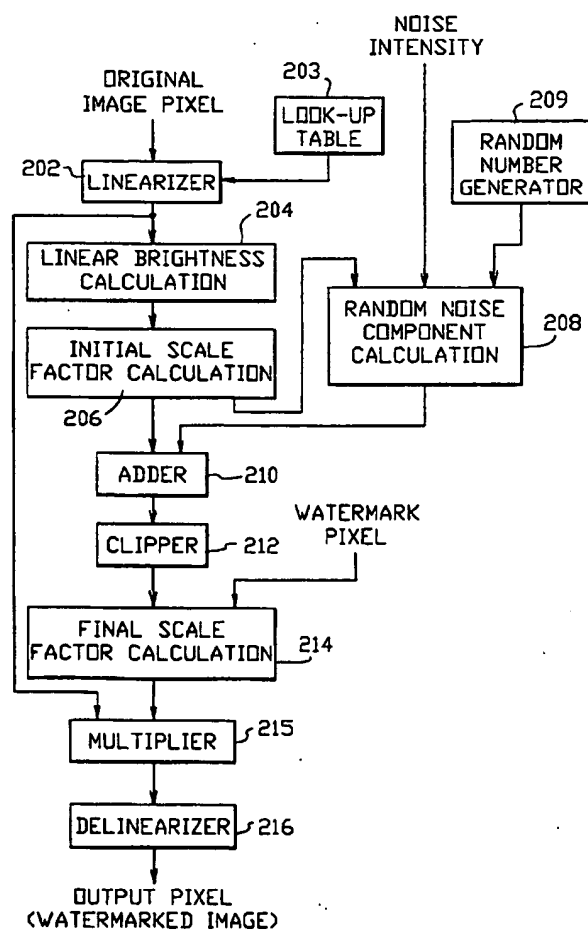 NOISE
INTENSITY
203
209
ORIGINAL
IMAGE PIXEL
LOOK-UP
TABLE
RANDOM
NUMBER
GENERATOR
202
LINEARIZER
204
LINEAR BRIGHTNESS
CALCULATION
RANDOM NOISE
COMPONENT
CALCULATION
208
INITIAL SCALE
FACTOR CALCULATION
206
ADDER
210
WATERMARK
PIXEL
CLIPPER
212
FINAL SCALE
FACTOR CALCULATION
214
MULTIPLIER
215
DELINEARIZER
216
OUTPUT PIXEL
(WATERMARKED IMAGE)